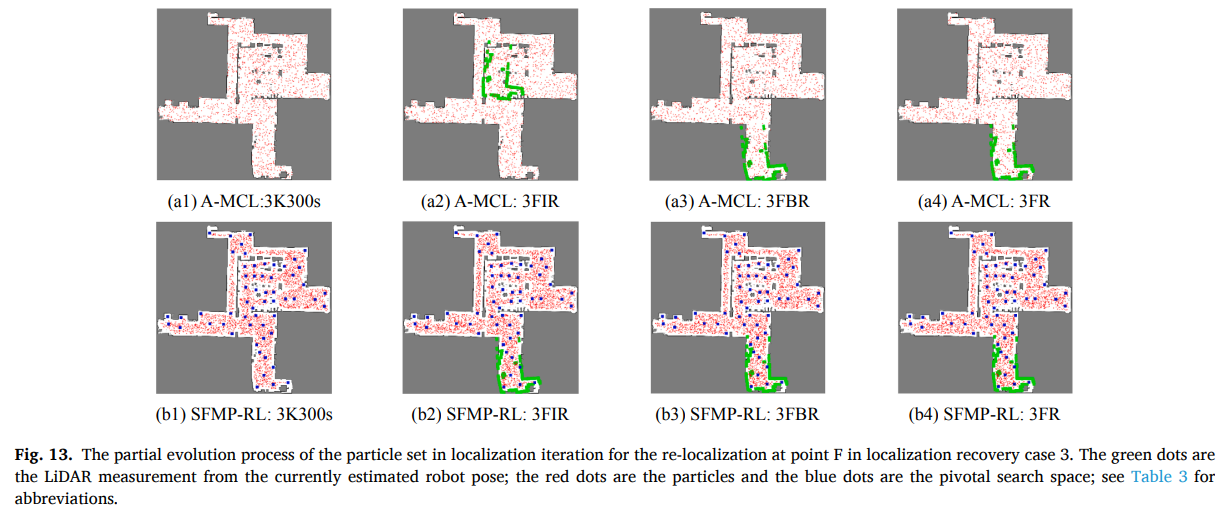 (a1) A-MCL:3K300s
(a2) A-MCL: 3FIR
(a3) A-MCL: 3FBR
(a4) A-MCL: 3FR
(b1) SFMP-RL: 3K300s
(b2) SFMP-RL: 3FIR
(b3) SFMP-RL: 3FBR
(b4) SFMP-RL: 3FR
Fig. 13. The partial evolution process of the particle set in localization iteration for the re-localization at point F in localization recovery case 3. The green dots are
the LiDAR measurement from the currently estimated robot pose; the red dots are the particles and the blue dots are the pivotal search space; see Table 3 for
abbreviations.